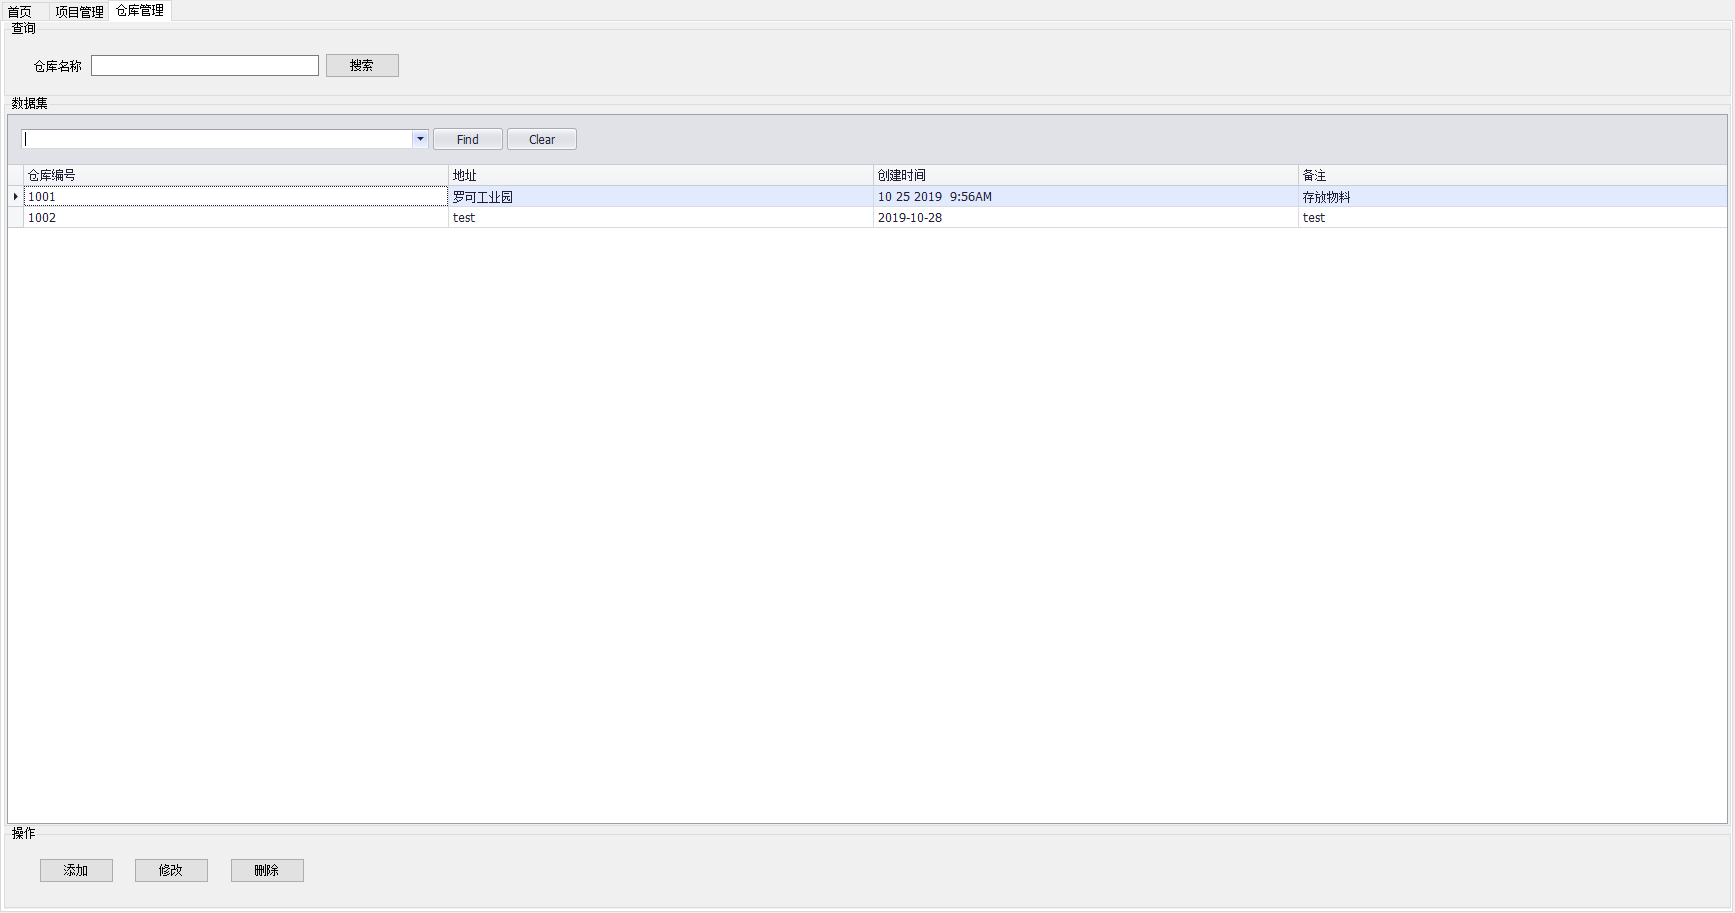 首页 项目管理 仓库管理
查询
仓库名称 搜索
数据集
Find Clear
仓库编号 地址 创建时间 备注
1001 罗可工业园 10 25 2019  9:56AM 存放物料
1002 test 2019-10-28 test
操作
添加 修改 删除